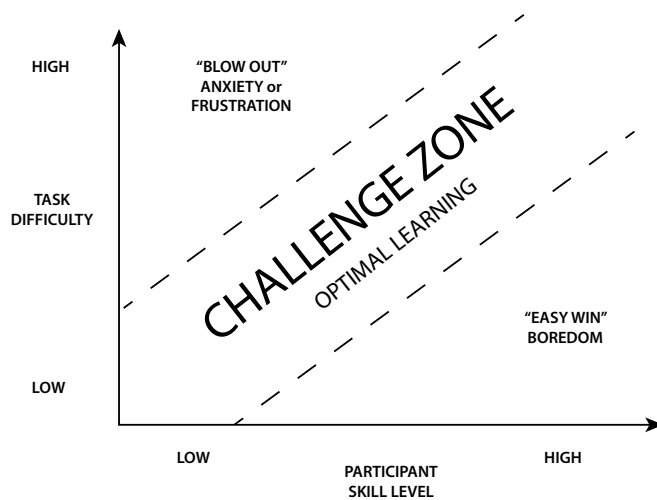 HIGH
“BLOW OUT”
ANXIETY or
FRUSTRATION
TASK
DIFFICULTY
CHALLENGE ZONE
OPTIMAL LEARNING
“EASY WIN”
BOREDOM
LOW
LOW
HIGH
PARTICIPANT
SKILL LEVEL